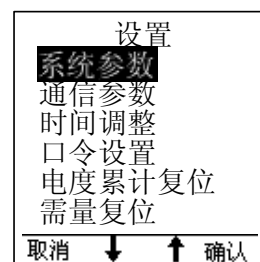 设置
系统参数
通信参数
时间调整
口令设置
电度累计复位
需量复位
取消 ↓ ↑ 确认